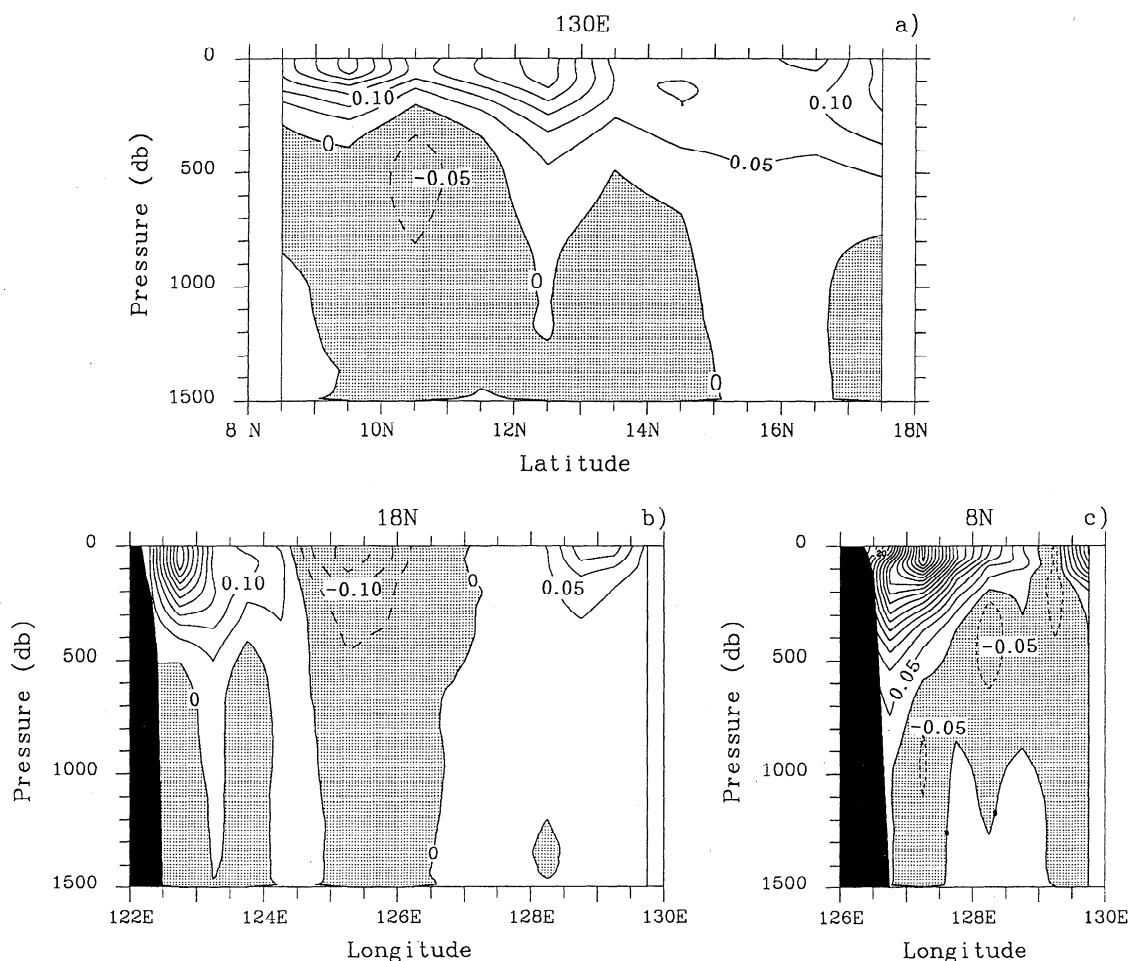 130E
a)
0
500
1000
1500
Pressure (db)
0.10
0
-0.05
0.05
0.10
0
0
8 N
10N
12N
14N
16N
18N
Latitude
18N
b)
0
500
1000
1500
Pressure (db)
0.10
-0.10
0
0.05
0
0
122E
124E
126E
128E
130E
Longitude
8N
c)
0
500
1000
1500
Pressure (db)
-0.05
-0.05
-0.05
126E
128E
130E
Longitude